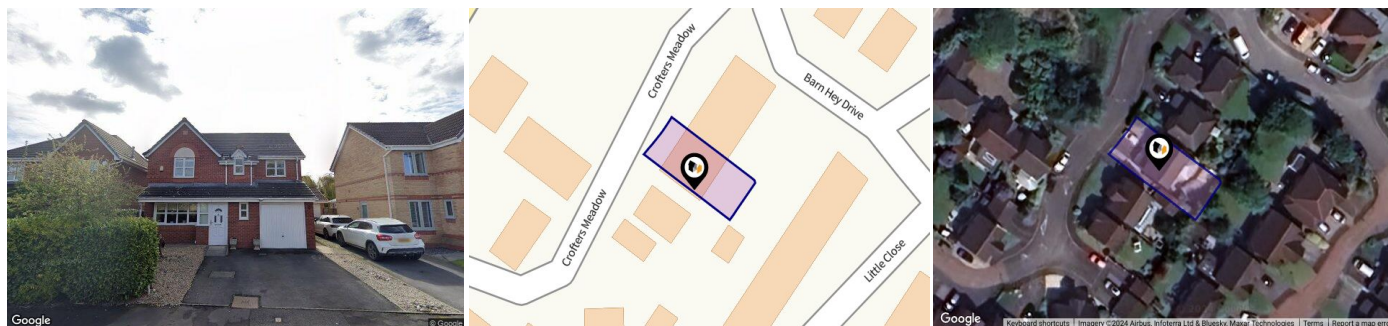 Google
© Google
Crofters Meadow
Barn Hey Drive
Crofters Meadow
Little Close
Google
Keyboard shortcuts
Imagery ©2024 Airbus, Infoterra Ltd & Bluesky, Maxar Technologies
Terms
Report a map err